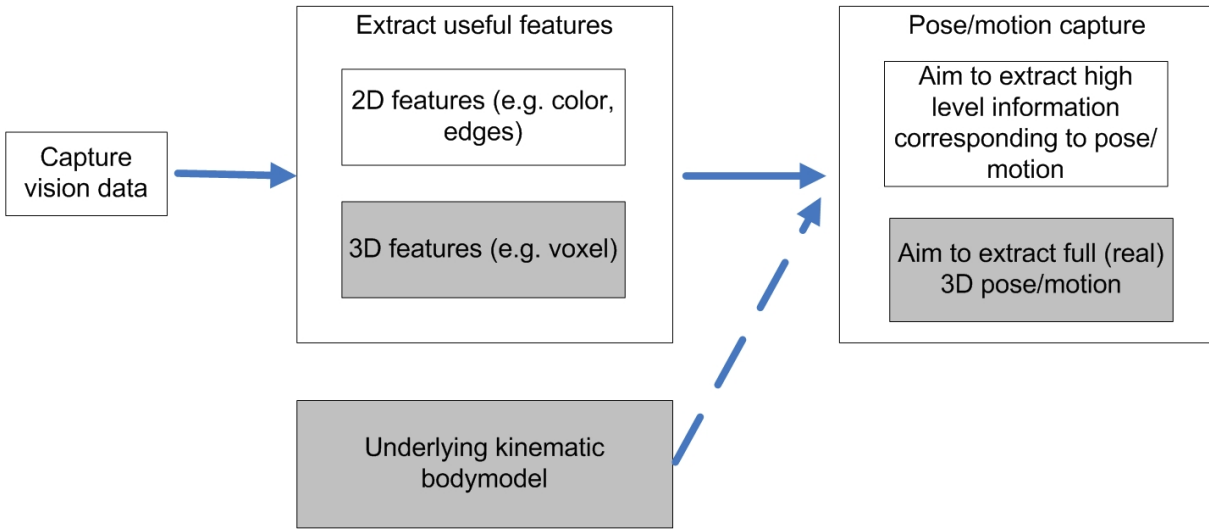 Capture
vision data
Extract useful features
2D features (e.g. color,
edges)
3D features (e.g. voxel)
Underlying kinematic
bodymodel
Pose/motion capture
Aim to extract high
level information
corresponding to pose/
motion
Aim to extract full (real)
3D pose/motion